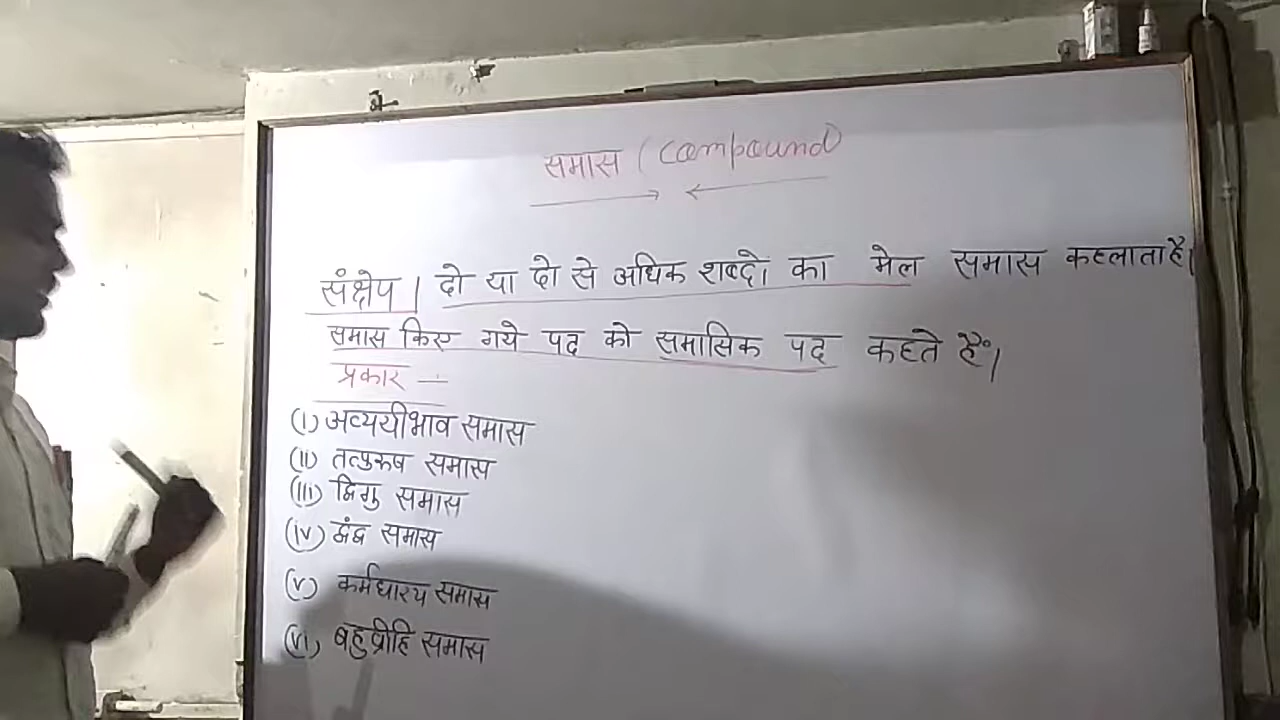 समास (compound
संक्षेप । दो या दो से अधिक शब्दो का मेल समास कहलाता है।
समास किए गये पद को समासिक पद कहते हैं।
प्रकार —
(I) अव्ययीभाव समास
(II) तत्पुरूष समास
(III) द्विगु समास
(IV) द्वंद्व समास
(V) कर्मधारय समास
(VI) बहुव्रीहि समास